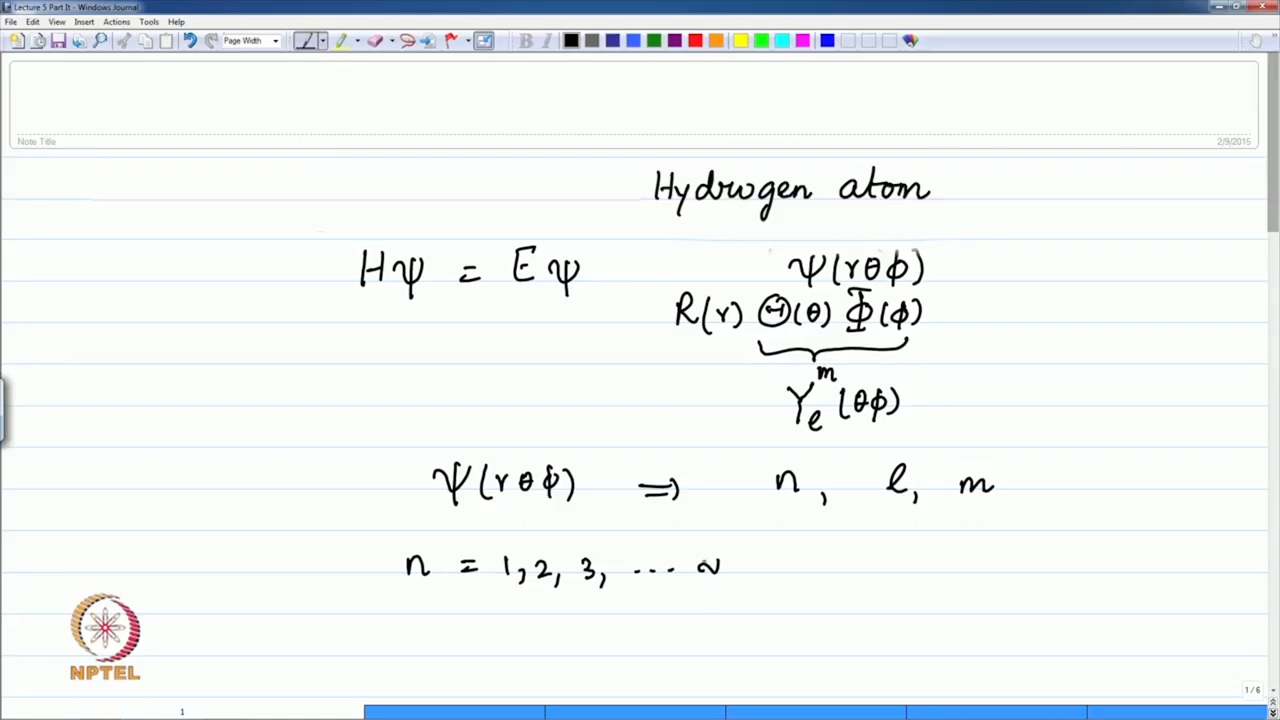 Lecture 5 Part II - Windows Journal
File Edit View Insert Actions Tools Help
Page Width
B I
Note Title
2/9/2015
Hydrogen atom
Hψ = Eψ
ψ(rθϕ)
R(r) Θ(θ) Φ(ϕ)
Yₗᵐ(θϕ)
ψ(rθϕ) ⇒ n, l, m
n = 1, 2, 3, ...
NPTEL
1 / 6
1